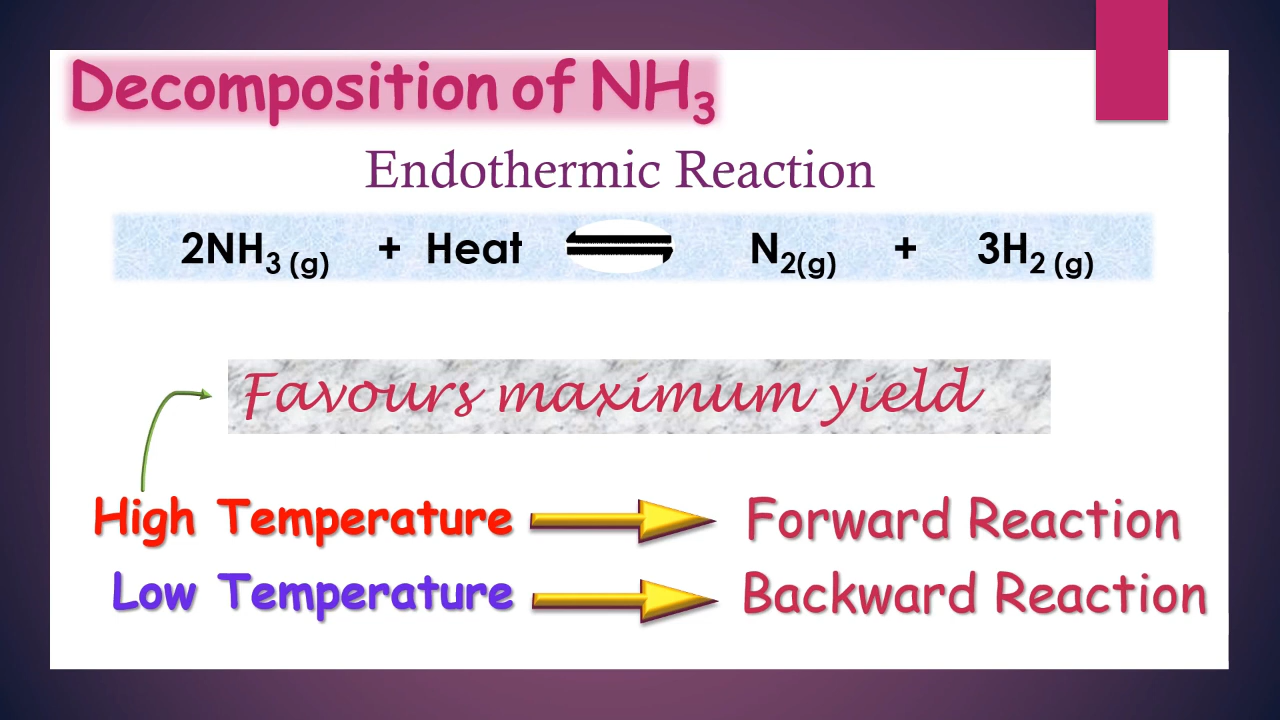 Decomposition of NH₃
Endothermic Reaction
2NH₃ (g) + Heat ⇌ N₂(g) + 3H₂ (g)
Favours maximum yield
High Temperature → Forward Reaction
Low Temperature → Backward Reaction